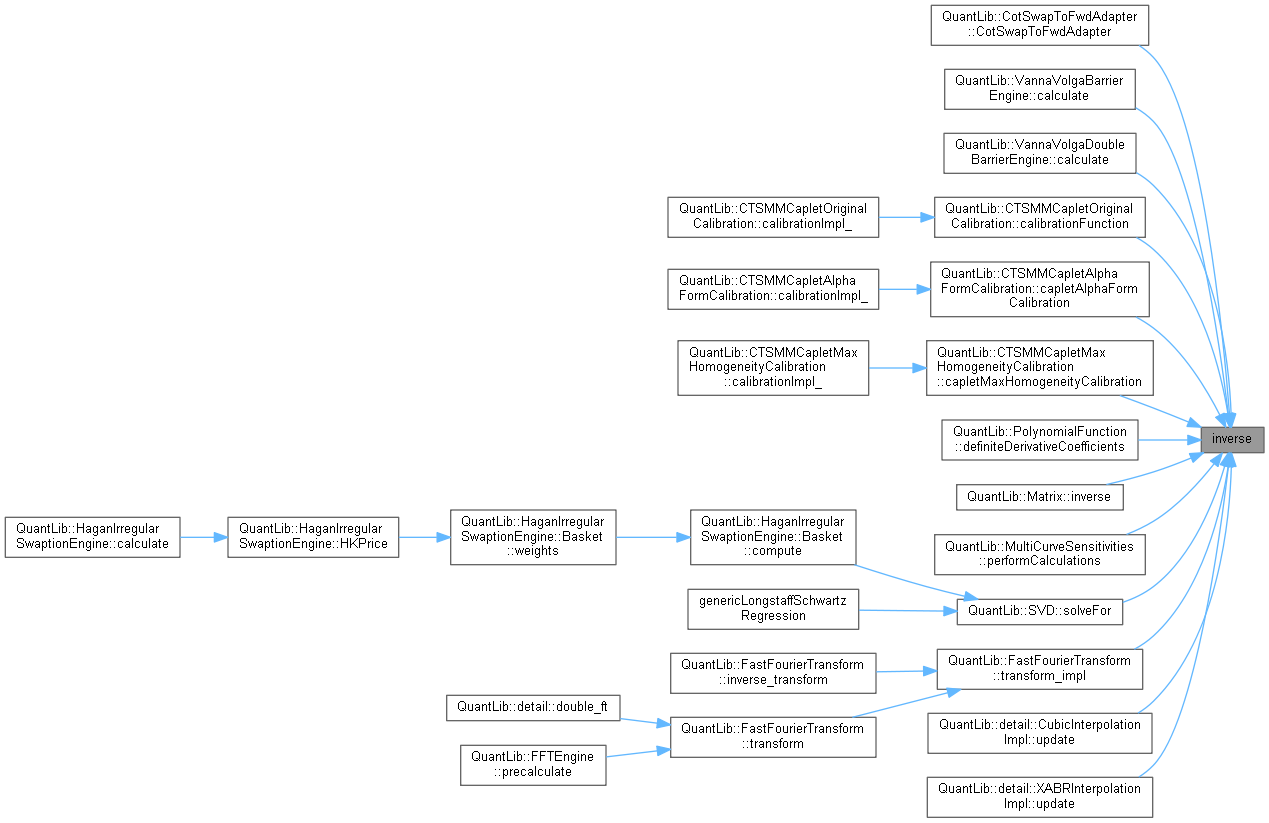 QuantLib::CotSwapToFwdAdapter
::CotSwapToFwdAdapter
QuantLib::VannaVolgaBarrier
Engine::calculate
QuantLib::VannaVolgaDouble
BarrierEngine::calculate
QuantLib::CTSMMCapletOriginal
Calibration::calibrationImpl_
QuantLib::CTSMMCapletOriginal
Calibration::calibrationFunction
QuantLib::CTSMMCapletAlpha
FormCalibration::calibrationImpl_
QuantLib::CTSMMCapletAlpha
FormCalibration::capletAlphaForm
Calibration
QuantLib::CTSMMCapletMax
HomogeneityCalibration
::calibrationImpl_
QuantLib::CTSMMCapletMax
HomogeneityCalibration
::capletMaxHomogeneityCalibration
QuantLib::PolynomialFunction
::definiteDerivativeCoefficients
inverse
QuantLib::Matrix::inverse
QuantLib::HaganIrregular
SwaptionEngine::calculate
QuantLib::HaganIrregular
SwaptionEngine::HKPrice
QuantLib::HaganIrregular
SwaptionEngine::Basket
::weights
QuantLib::HaganIrregular
SwaptionEngine::Basket
::compute
QuantLib::MultiCurveSensitivities
::performCalculations
genericLongstaffSchwartz
Regression
QuantLib::SVD::solveFor
QuantLib::FastFourierTransform
::inverse_transform
QuantLib::FastFourierTransform
::transform_impl
QuantLib::detail::double_ft
QuantLib::FFTEngine
::precalculate
QuantLib::FastFourierTransform
::transform
QuantLib::detail::CubicInterpolation
Impl::update
QuantLib::detail::XABRInterpolation
Impl::update